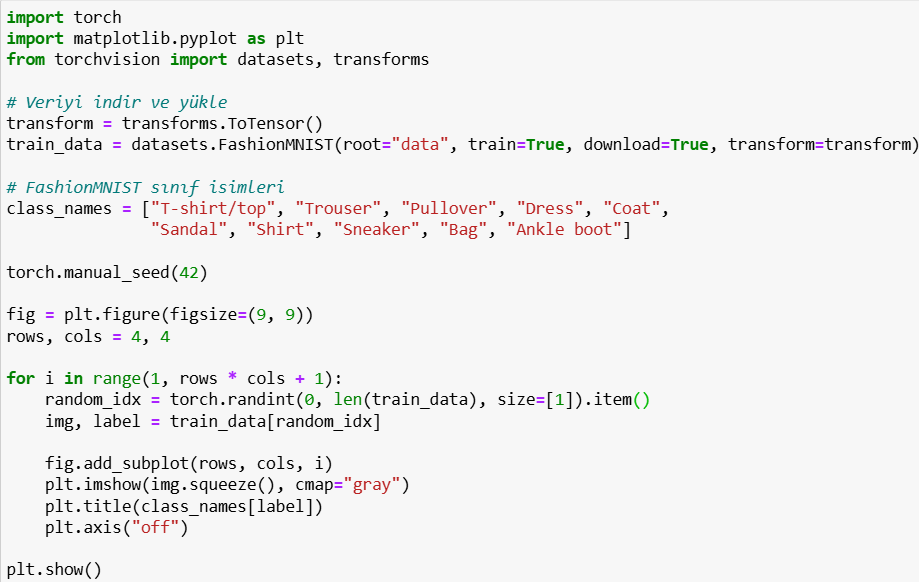 import torch
import matplotlib.pyplot as plt
from torchvision import datasets, transforms

# Veriyi indir ve yükle
transform = transforms.ToTensor()
train_data = datasets.FashionMNIST(root="data", train=True, download=True, transform=transform)

# FashionMNIST sınıf isimleri
class_names = ["T-shirt/top", "Trouser", "Pullover", "Dress", "Coat",
               "Sandal", "Shirt", "Sneaker", "Bag", "Ankle boot"]

torch.manual_seed(42)

fig = plt.figure(figsize=(9, 9))
rows, cols = 4, 4

for i in range(1, rows * cols + 1):
    random_idx = torch.randint(0, len(train_data), size=[1]).item()
    img, label = train_data[random_idx]

    fig.add_subplot(rows, cols, i)
    plt.imshow(img.squeeze(), cmap="gray")
    plt.title(class_names[label])
    plt.axis("off")

plt.show()